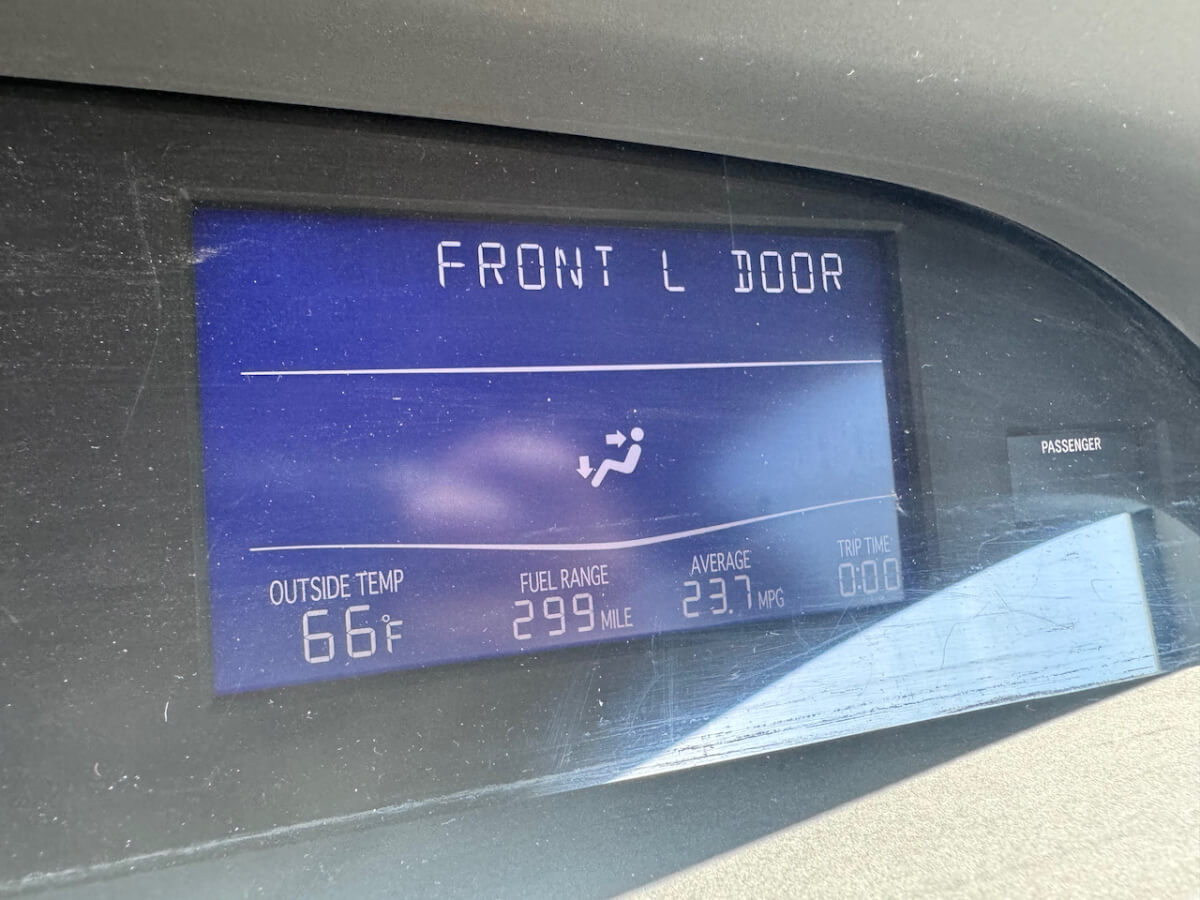 FRONT L DOOR
PASSENGER
OUTSIDE TEMP
66°F
FUEL RANGE
299 MILE
AVERAGE
23.7 MPG
TRIP TIME
0:00